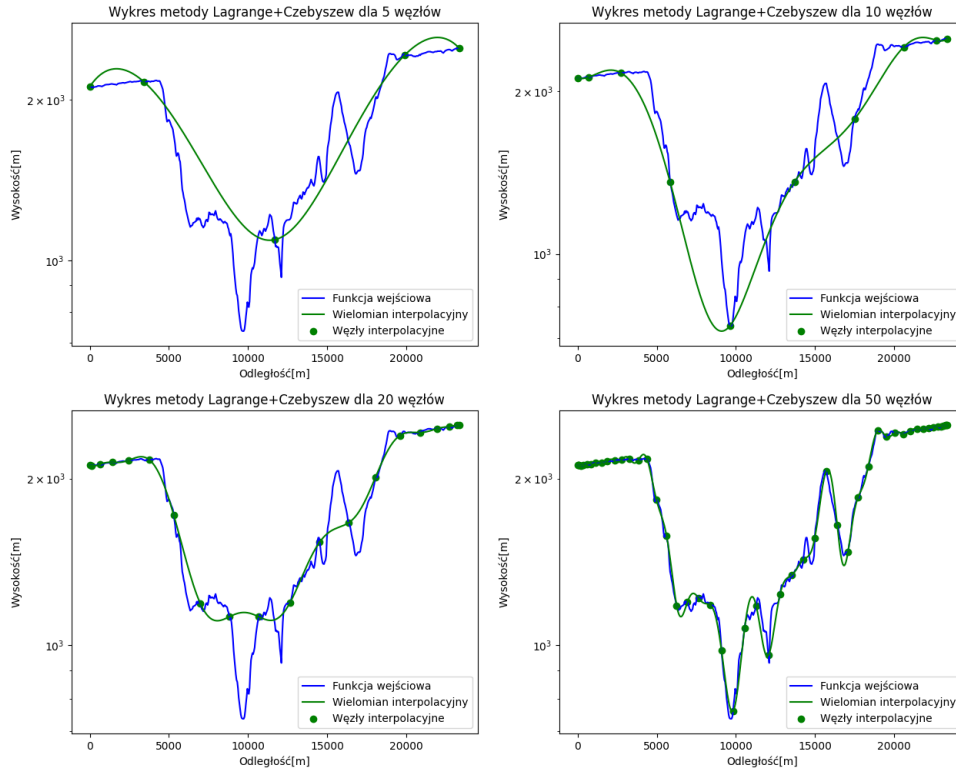 Wykres metody Lagrange+Czebyszew dla 5 węzłów
Wysokość[m]
2 × 10³
10³
0 5000 10000 15000 20000
Odległość[m]
Funkcja wejściowa
Wielomian interpolacyjny
Węzły interpolacyjne
Wykres metody Lagrange+Czebyszew dla 10 węzłów
Wysokość[m]
2 × 10³
10³
0 5000 10000 15000 20000
Odległość[m]
Funkcja wejściowa
Wielomian interpolacyjny
Węzły interpolacyjne
Wykres metody Lagrange+Czebyszew dla 20 węzłów
Wysokość[m]
2 × 10³
10³
0 5000 10000 15000 20000
Odległość[m]
Funkcja wejściowa
Wielomian interpolacyjny
Węzły interpolacyjne
Wykres metody Lagrange+Czebyszew dla 50 węzłów
Wysokość[m]
2 × 10³
10³
0 5000 10000 15000 20000
Odległość[m]
Funkcja wejściowa
Wielomian interpolacyjny
Węzły interpolacyjne